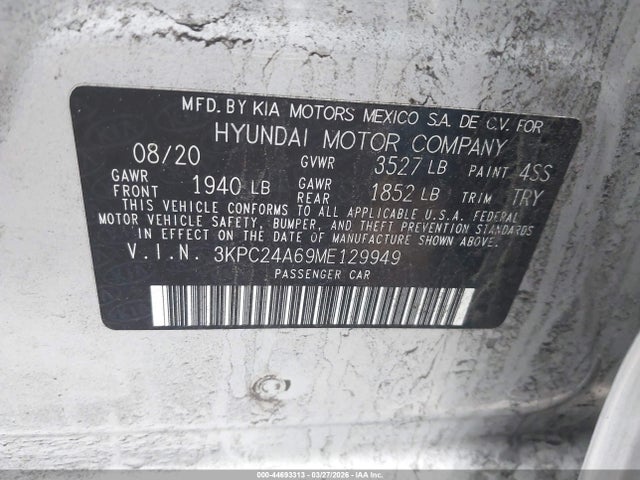 MFD. BY KIA MOTORS MEXICO S.A. DE C.V. FOR
HYUNDAI MOTOR COMPANY
08/20 GVWR 3527 LB PAINT 4SS
GAWR FRONT 1940 LB GAWR REAR 1852 LB TRIM TRY
THIS VEHICLE CONFORMS TO ALL APPLICABLE U.S.A. FEDERAL
MOTOR VEHICLE SAFETY, BUMPER, AND THEFT PREVENTION STANDARDS
IN EFFECT ON THE DATE OF MANUFACTURE SHOWN ABOVE.
V.I.N. 3KPC24A69ME129949
PASSENGER CAR
000-44693313 - 03/27/2026 - IAAI.COM